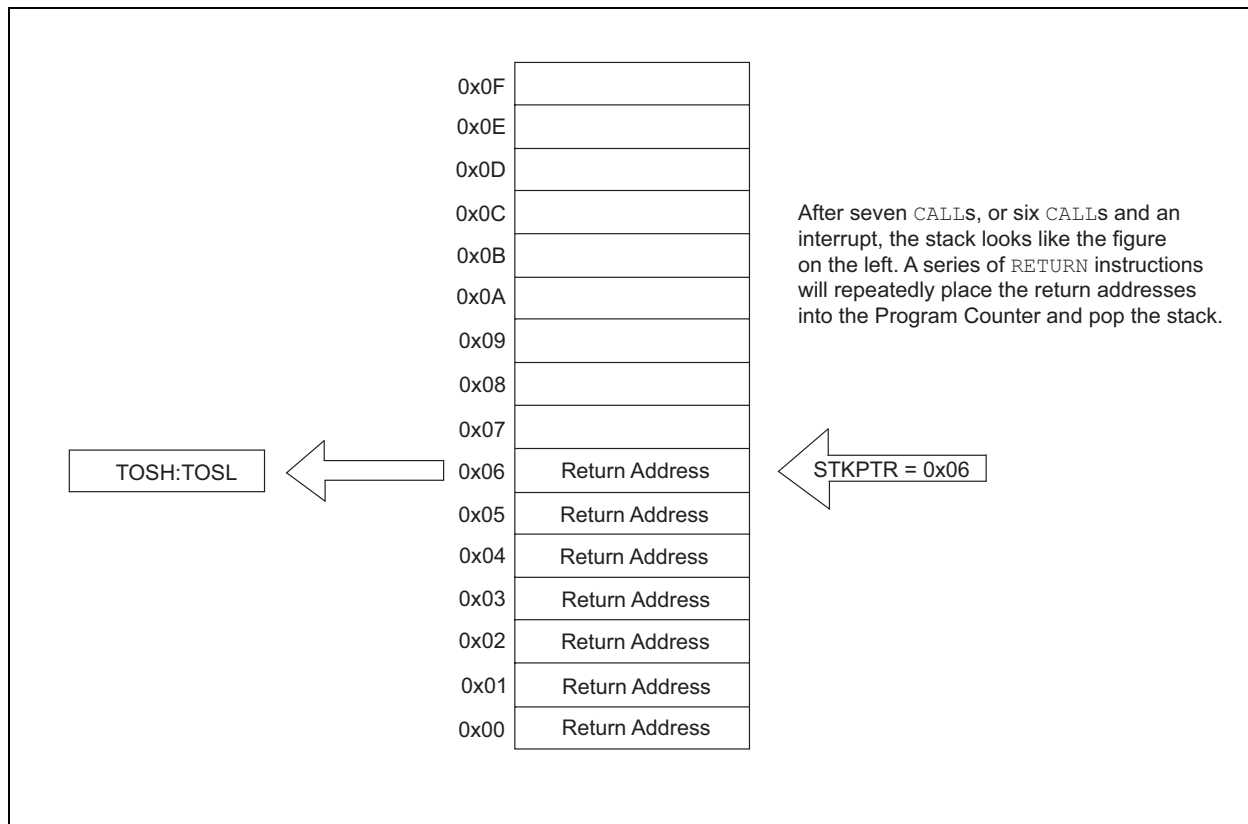 0x0F
0x0E
0x0D
0x0C
0x0B
0x0A
0x09
0x08
0x07
After seven CALLs, or six CALLs and an
interrupt, the stack looks like the figure
on the left. A series of RETURN instructions
will repeatedly place the return addresses
into the Program Counter and pop the stack.
TOSH:TOSL
0x06 Return Address
STKPTR = 0x06
0x05 Return Address
0x04 Return Address
0x03 Return Address
0x02 Return Address
0x01 Return Address
0x00 Return Address